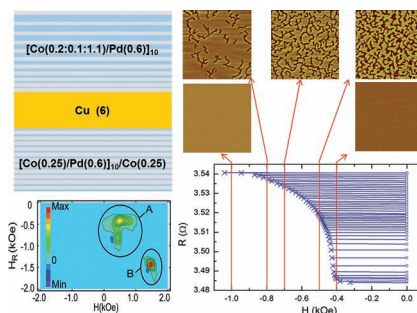 [Co(0.2:0.1:1.1)/Pd(0.6)]10
Cu (6)
[Co(0.25)/Pd(0.6)]10/Co(0.25)
Max
0
Min
A
B
0.0
-0.5
-1.0
-1.5
-2.0
HR(kOe)
-2.0 -1.0 0 1.0 2.0
H(kOe)
3.54
3.53
3.52
3.51
3.50
3.49
3.48
R (Ω)
-1.0 -0.8 -0.6 -0.4 -0.2 0.0
H (kOe)